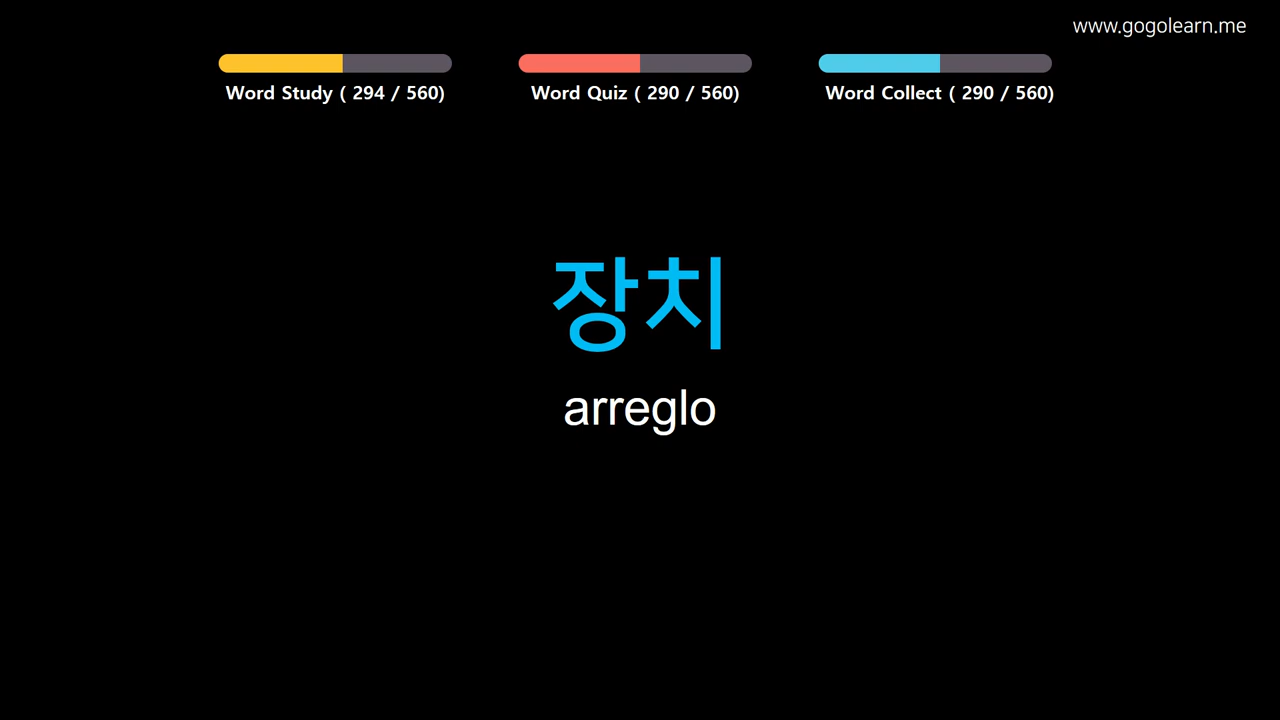 www.gogolearn.me
Word Study ( 294 / 560)
Word Quiz ( 290 / 560)
Word Collect ( 290 / 560)
장치
arreglo